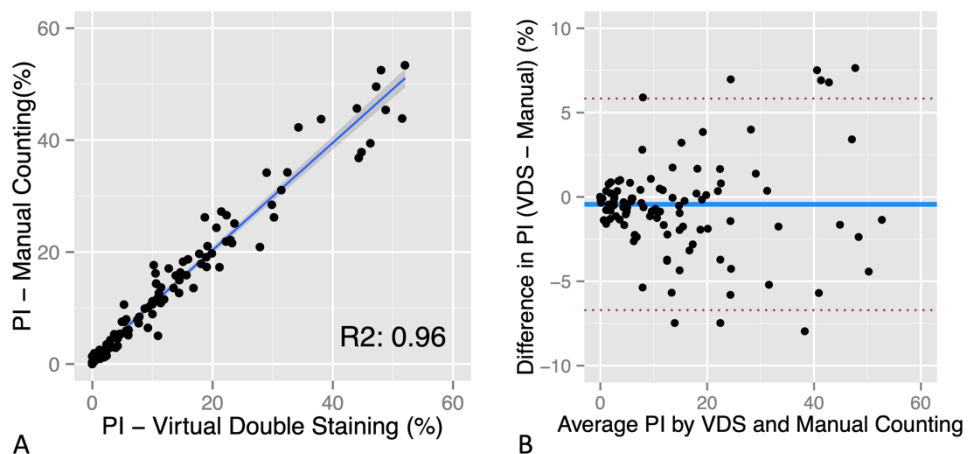 60
40
20
0
PI – Manual Counting(%)
R2: 0.96
0 20 40 60
PI – Virtual Double Staining (%)
A
10
5
0
−5
−10
Difference in PI (VDS – Manual) (%)
0 20 40 60
Average PI by VDS and Manual Counting
B